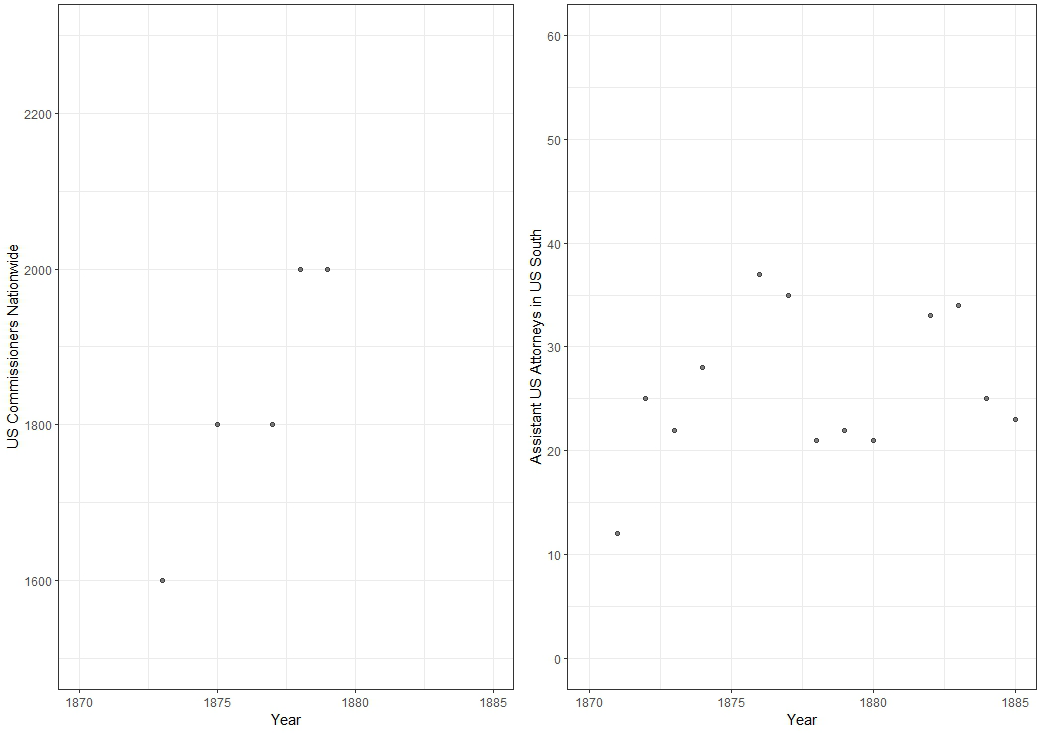 US Commissioners Nationwide
2200
2000
1800
1600
1870 1875 1880 1885
Year
Assistant US Attorneys in US South
60
50
40
30
20
10
0
1870 1875 1880 1885
Year